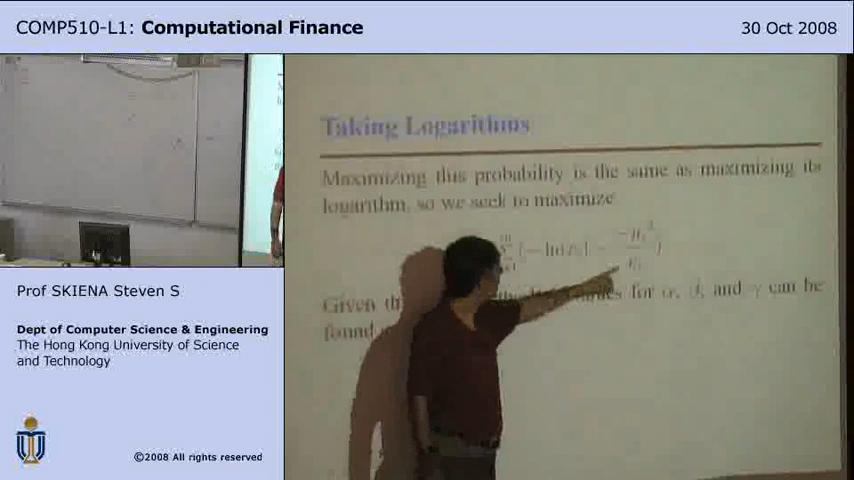 COMP510-L1: Computational Finance
30 Oct 2008
Taking Logarithms
Maximizing this probability is the same as maximizing its
logarithm, so we seek to maximize
Given for α, β, and γ can be
found
Prof SKIENA Steven S
Dept of Computer Science & Engineering
The Hong Kong University of Science
and Technology
©2008 All rights reserved